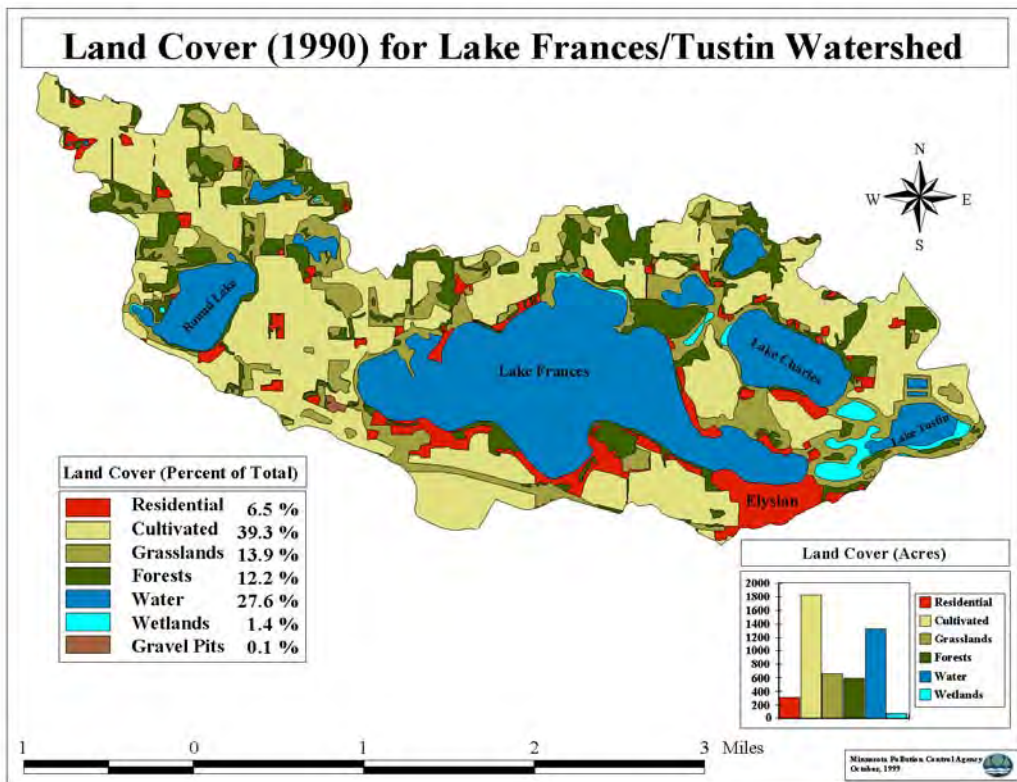 Land Cover (1990) for Lake Frances/Tustin Watershed
N
W E
S
Round Lake
Lake Frances
Lake Charles
Lake Tustin
Elysian
Land Cover (Percent of Total)
Residential 6.5 %
Cultivated 39.3 %
Grasslands 13.9 %
Forests 12.2 %
Water 27.6 %
Wetlands 1.4 %
Gravel Pits 0.1 %
Land Cover (Acres)
2000
1800
1600
1400
1200
1000
800
600
400
200
0
Residential
Cultivated
Grasslands
Forests
Water
Wetlands
1 0 1 2 3 Miles
Minnesota Pollution Control Agency
October, 1999